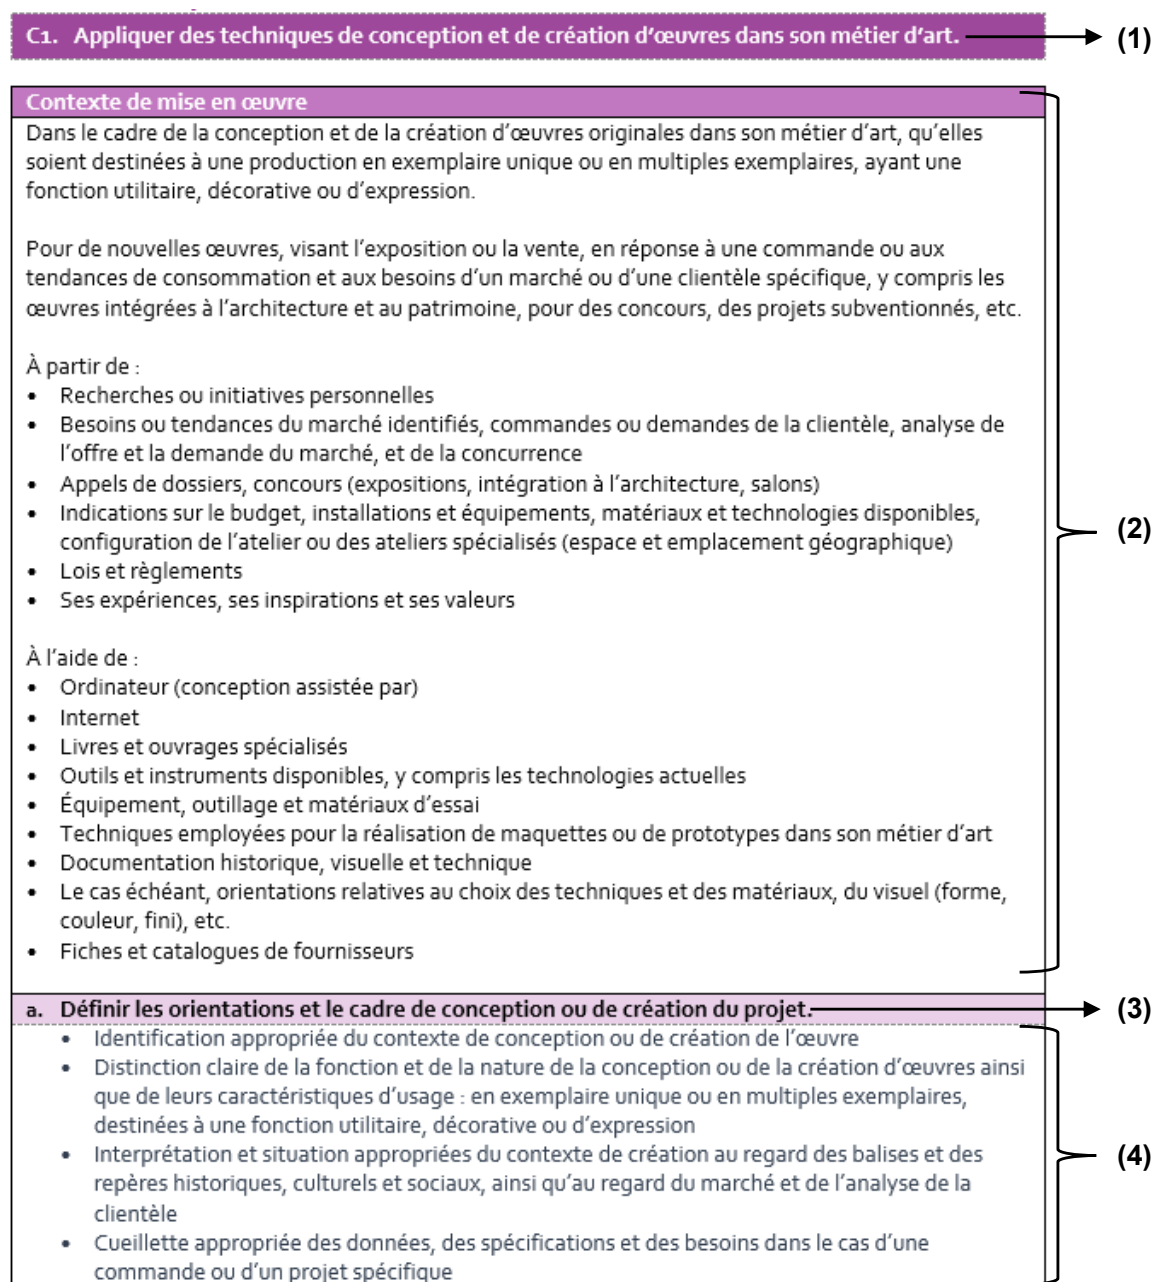 C1. Appliquer des techniques de conception et de création d'œuvres dans son métier d'art.
(1)
Contexte de mise en œuvre
Dans le cadre de la conception et de la création d'œuvres originales dans son métier d'art, qu'elles
soient destinées à une production en exemplaire unique ou en multiples exemplaires, ayant une
fonction utilitaire, décorative ou d'expression.
Pour de nouvelles œuvres, visant l'exposition ou la vente, en réponse à une commande ou aux
tendances de consommation et aux besoins d'un marché ou d'une clientèle spécifique, y compris les
œuvres intégrées à l'architecture et au patrimoine, pour des concours, des projets subventionnés, etc.
À partir de :
• Recherches ou initiatives personnelles
• Besoins ou tendances du marché identifiés, commandes ou demandes de la clientèle, analyse de
l'offre et la demande du marché, et de la concurrence
• Appels de dossiers, concours (expositions, intégration à l'architecture, salons)
• Indications sur le budget, installations et équipements, matériaux et technologies disponibles,
configuration de l'atelier ou des ateliers spécialisés (espace et emplacement géographique)
• Lois et règlements
• Ses expériences, ses inspirations et ses valeurs
À l'aide de :
• Ordinateur (conception assistée par)
• Internet
• Livres et ouvrages spécialisés
• Outils et instruments disponibles, y compris les technologies actuelles
• Équipement, outillage et matériaux d'essai
• Techniques employées pour la réalisation de maquettes ou de prototypes dans son métier d'art
• Documentation historique, visuelle et technique
• Le cas échéant, orientations relatives au choix des techniques et des matériaux, du visuel (forme,
couleur, fini), etc.
• Fiches et catalogues de fournisseurs
(2)
a. Définir les orientations et le cadre de conception ou de création du projet.
(3)
• Identification appropriée du contexte de conception ou de création de l'œuvre
• Distinction claire de la fonction et de la nature de la conception ou de la création d'œuvres ainsi
que de leurs caractéristiques d'usage : en exemplaire unique ou en multiples exemplaires,
destinées à une fonction utilitaire, décorative ou d'expression
• Interprétation et situation appropriées du contexte de création au regard des balises et des
repères historiques, culturels et sociaux, ainsi qu'au regard du marché et de l'analyse de la
clientèle
• Cueillette appropriée des données, des spécifications et des besoins dans le cas d'une
commande ou d'un projet spécifique
(4)